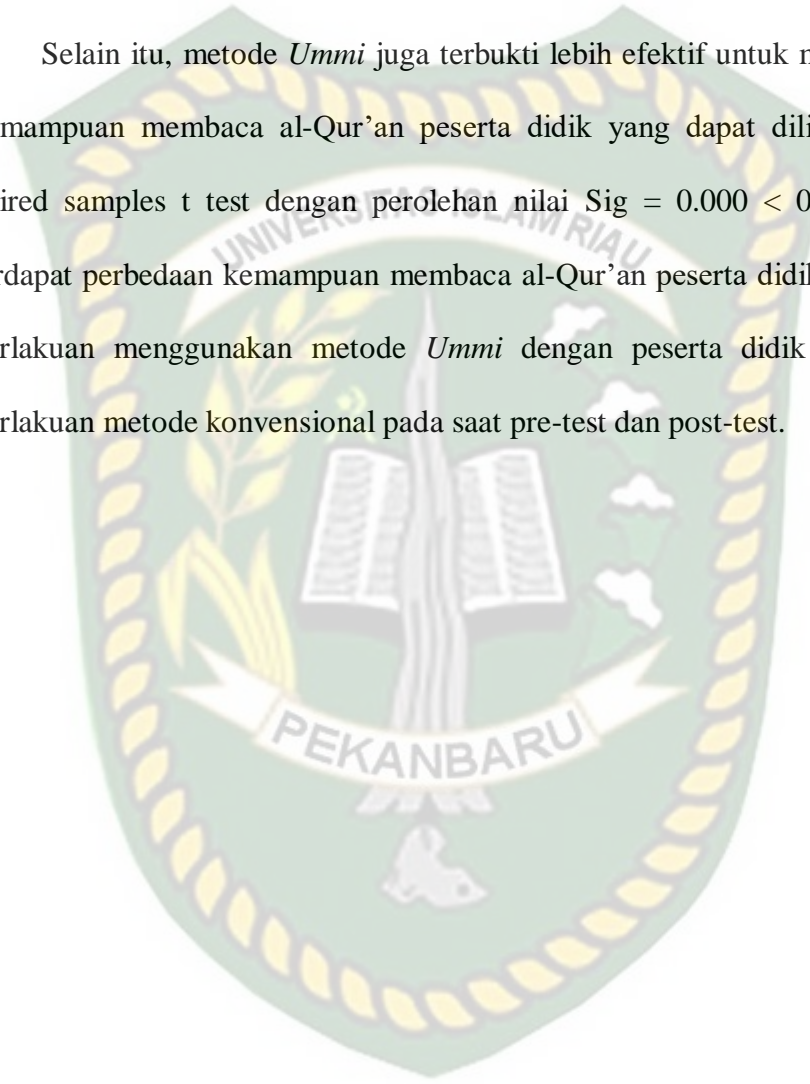 Selain itu, metode Ummi juga terbukti lebih efektif untuk
mampuan membaca al-Qur’an peserta didik yang dapat dili
ired samples t test dengan perolehan nilai Sig = 0.000 < 0
rdapat perbedaan kemampuan membaca al-Qur’an peserta didik
rlakuan menggunakan metode Ummi dengan peserta didik
rlakuan metode konvensional pada saat pre-test dan post-test.
UNIVERSITAS ISLAM RIAU
PEKANBARU